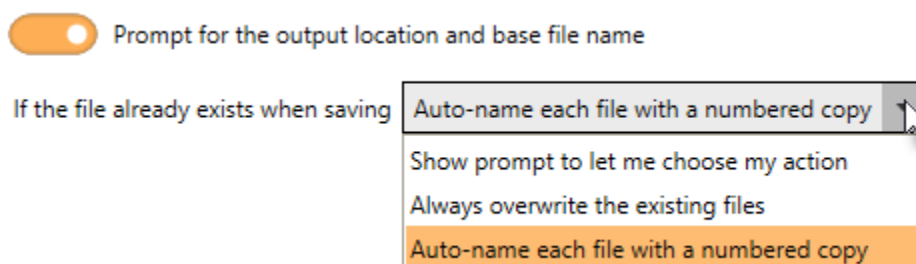 Prompt for the output location and base file name
If the file already exists when saving Auto-name each file with a numbered copy
Show prompt to let me choose my action
Always overwrite the existing files
Auto-name each file with a numbered copy